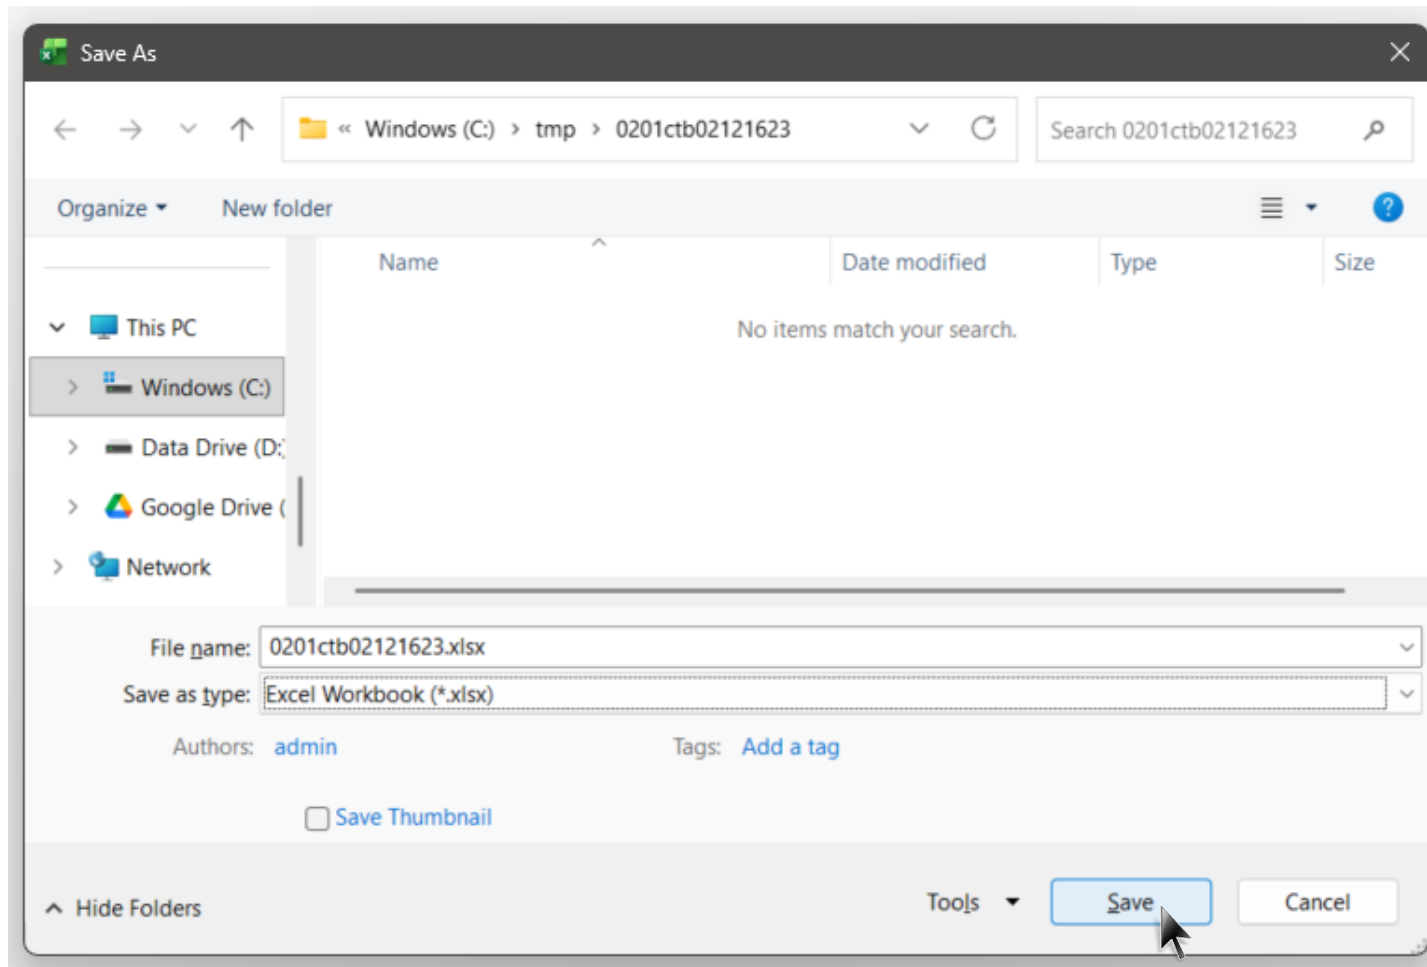 Save As
« Windows (C:) > tmp > 0201ctb02121623
Search 0201ctb02121623
Organize New folder ?
Name Date modified Type Size
No items match your search.
This PC
Windows (C:)
Data Drive (D:
Google Drive (
Network
File name: 0201ctb02121623.xlsx
Save as type: Excel Workbook (*.xlsx)
Authors: admin Tags: Add a tag
Save Thumbnail
Hide Folders Tools Save Cancel